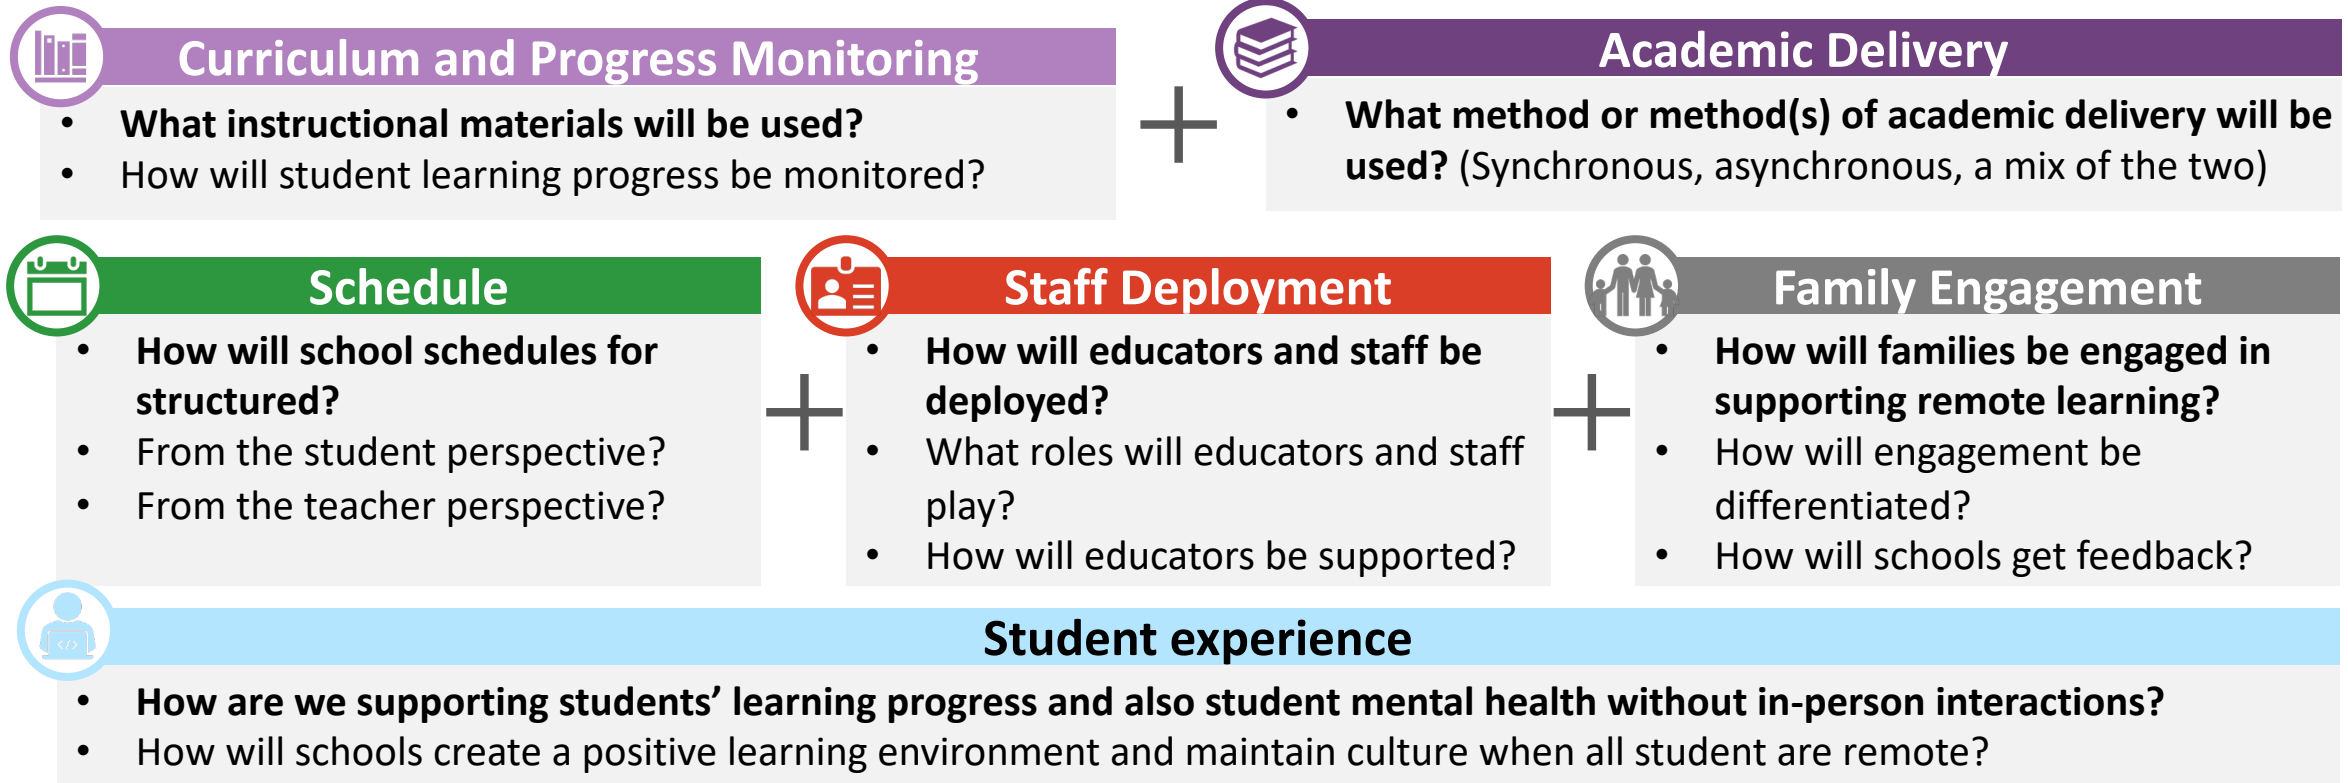 Curriculum and Progress Monitoring
• What instructional materials will be used?
• How will student learning progress be monitored?
Academic Delivery
• What method or method(s) of academic delivery will be
used? (Synchronous, asynchronous, a mix of the two)
Schedule
• How will school schedules for
structured?
• From the student perspective?
• From the teacher perspective?
Staff Deployment
• How will educators and staff be
deployed?
• What roles will educators and staff
play?
• How will educators be supported?
Family Engagement
• How will families be engaged in
supporting remote learning?
• How will engagement be
differentiated?
• How will schools get feedback?
Student experience
• How are we supporting students’ learning progress and also student mental health without in-person interactions?
• How will schools create a positive learning environment and maintain culture when all student are remote?